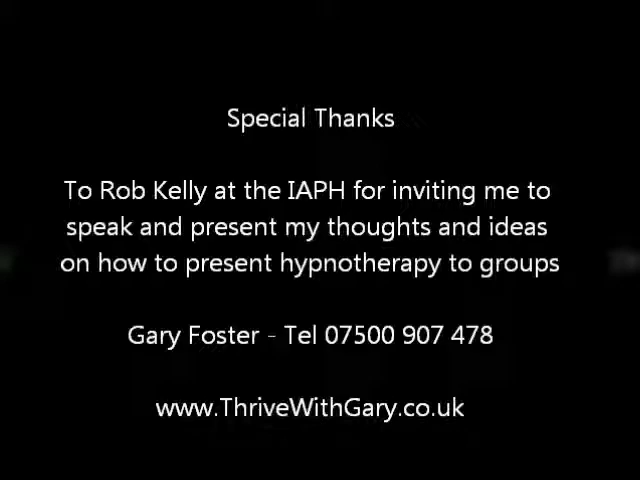 Special Thanks
To Rob Kelly at the IAPH for inviting me to
speak and present my thoughts and ideas
on how to present hypnotherapy to groups
Gary Foster - Tel 07500 907 478
www.ThriveWithGary.co.uk